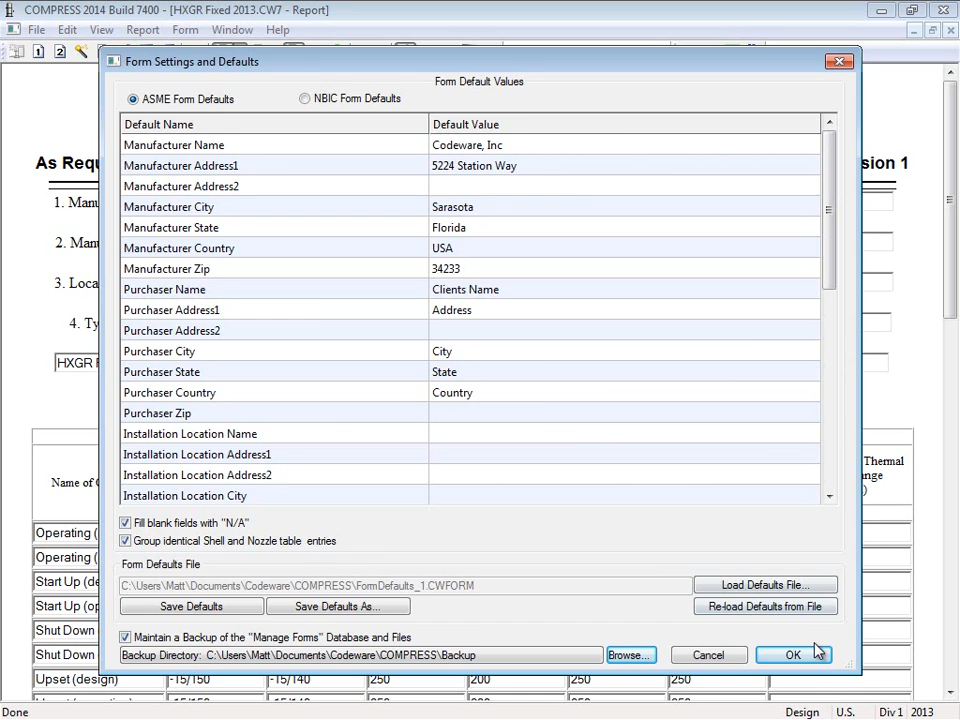 COMPRESS 2014 Build 7400 - [HXGR Fixed 2013.CW7 - Report]
File Edit View Report Form Window Help
1 2
Form Settings and Defaults
Form Default Values
ASME Form Defaults NBIC Form Defaults
Default Name Default Value
Manufacturer Name Codeware, Inc
Manufacturer Address1 5224 Station Way
Manufacturer Address2
Manufacturer City Sarasota
Manufacturer State Florida
Manufacturer Country USA
Manufacturer Zip 34233
Purchaser Name Clients Name
Purchaser Address1 Address
Purchaser Address2
Purchaser City City
Purchaser State State
Purchaser Country Country
Purchaser Zip
Installation Location Name
Installation Location Address1
Installation Location Address2
Installation Location City
Fill blank fields with "N/A"
Group identical Shell and Nozzle table entries
Form Defaults File
C:\Users\Matt\Documents\Codeware\COMPRESS\FormDefaults_1.CWFORM Load Defaults File...
Save Defaults Save Defaults As... Re-load Defaults from File
Maintain a Backup of the "Manage Forms" Database and Files
Backup Directory: C:\Users\Matt\Documents\Codeware\COMPRESS\Backup Browse... Cancel OK
As Requ sion 1
1. Manu
2. Manu
3. Loca
4. Ty
HXGR F
Name of C Thermal
nge
)
Operating (
Operating (
Start Up (de
Start Up (op
Shut Down
Shut Down
Upset (design) -15/150 -15/140 250 200 250 250
Done Design U.S. Div 1 2013